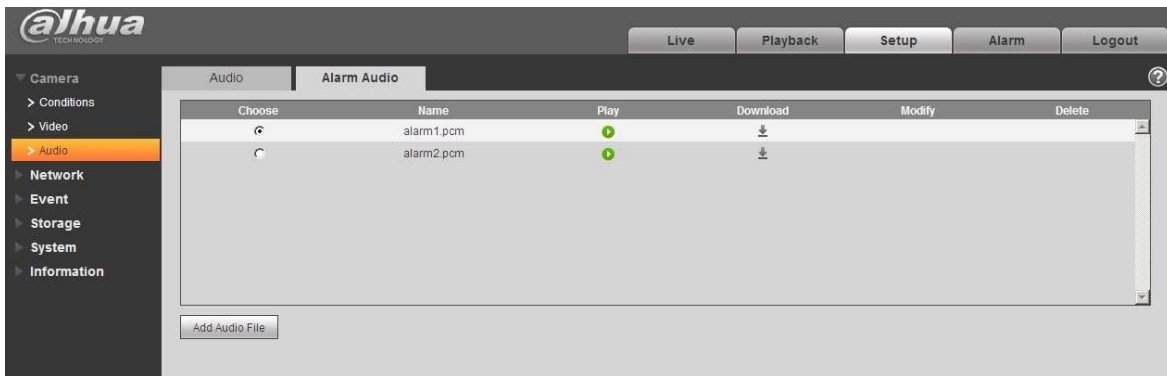 alhua
TECHNOLOGY
Live Playback Setup Alarm Logout
Camera
> Conditions
> Video
> Audio
Network
Event
Storage
System
Information
Audio Alarm Audio ?
Choose Name Play Download Modify Delete
alarm1.pcm
alarm2.pcm
Add Audio File